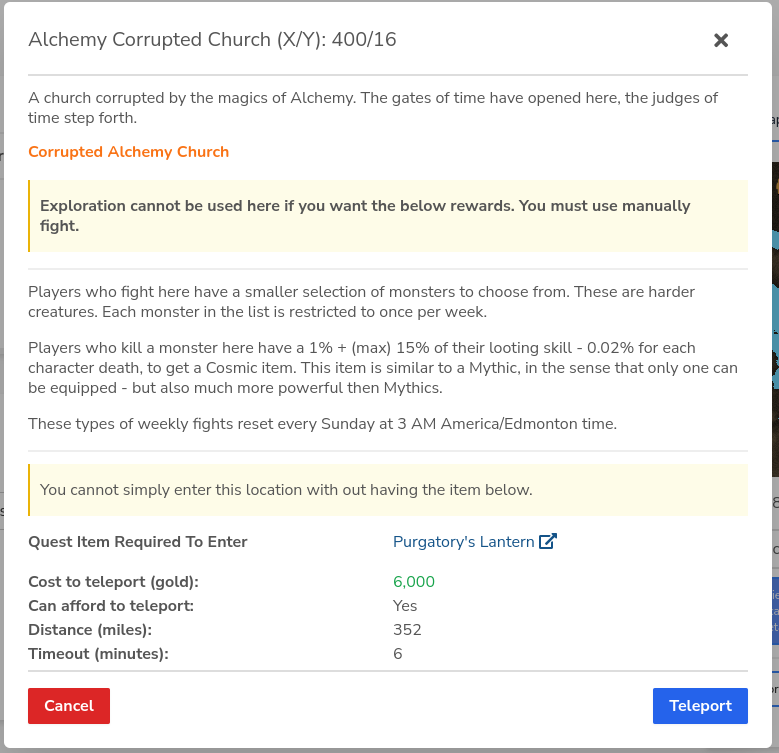 Alchemy Corrupted Church (X/Y): 400/16
A church corrupted by the magics of Alchemy. The gates of time have opened here, the judges of
time step forth.
Corrupted Alchemy Church
Exploration cannot be used here if you want the below rewards. You must use manually
fight.
Players who fight here have a smaller selection of monsters to choose from. These are harder
creatures. Each monster in the list is restricted to once per week.
Players who kill a monster here have a 1% + (max) 15% of their looting skill - 0.02% for each
character death, to get a Cosmic item. This item is similar to a Mythic, in the sense that only one can
be equipped - but also much more powerful then Mythics.
These types of weekly fights reset every Sunday at 3 AM America/Edmonton time.
You cannot simply enter this location with out having the item below.
Quest Item Required To Enter Purgatory's Lantern
Cost to teleport (gold): 6,000
Can afford to teleport: Yes
Distance (miles): 352
Timeout (minutes): 6
Cancel Teleport